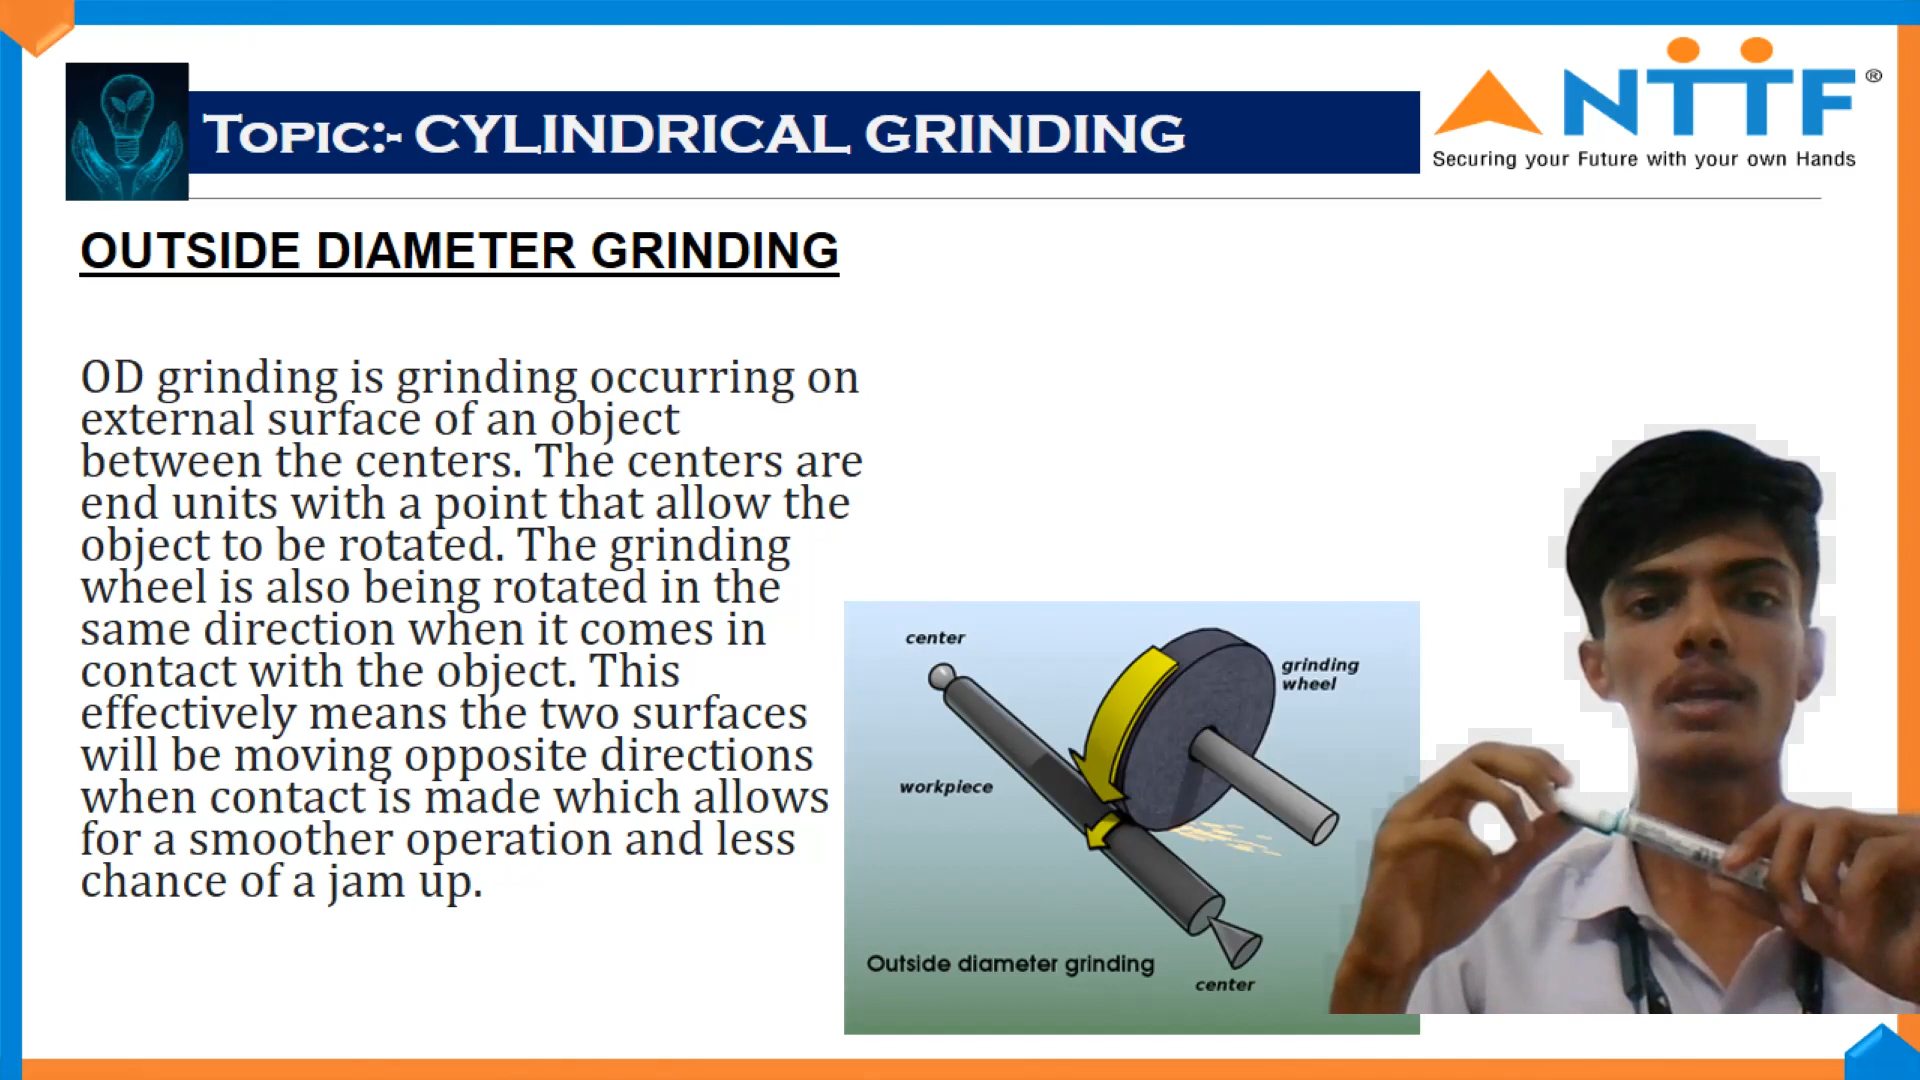 TOPIC:- CYLINDRICAL GRINDING
NTTF®
Securing your Future with your own Hands
OUTSIDE DIAMETER GRINDING
OD grinding is grinding occurring on
external surface of an object
between the centers. The centers are
end units with a point that allow the
object to be rotated. The grinding
wheel is also being rotated in the
same direction when it comes in
contact with the object. This
effectively means the two surfaces
will be moving opposite directions
when contact is made which allows
for a smoother operation and less
chance of a jam up.
center
grinding
wheel
workpiece
Outside diameter grinding
center